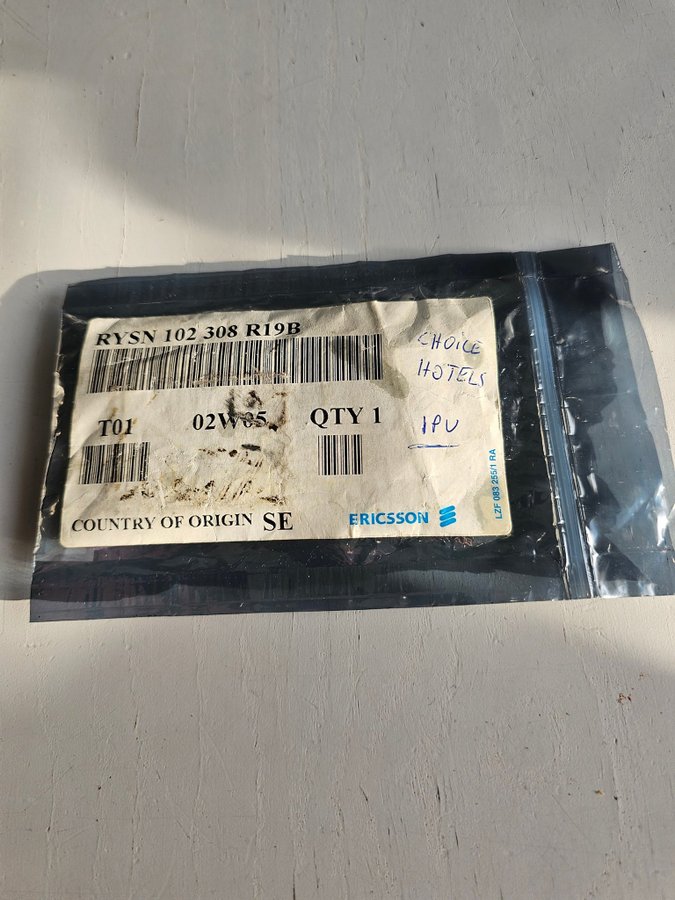 RYSN 102 308 R19B
CHOICE
HOTELS
T01 02W05 QTY 1
IPU
COUNTRY OF ORIGIN SE
ERICSSON
LZF 083 255/1 RA